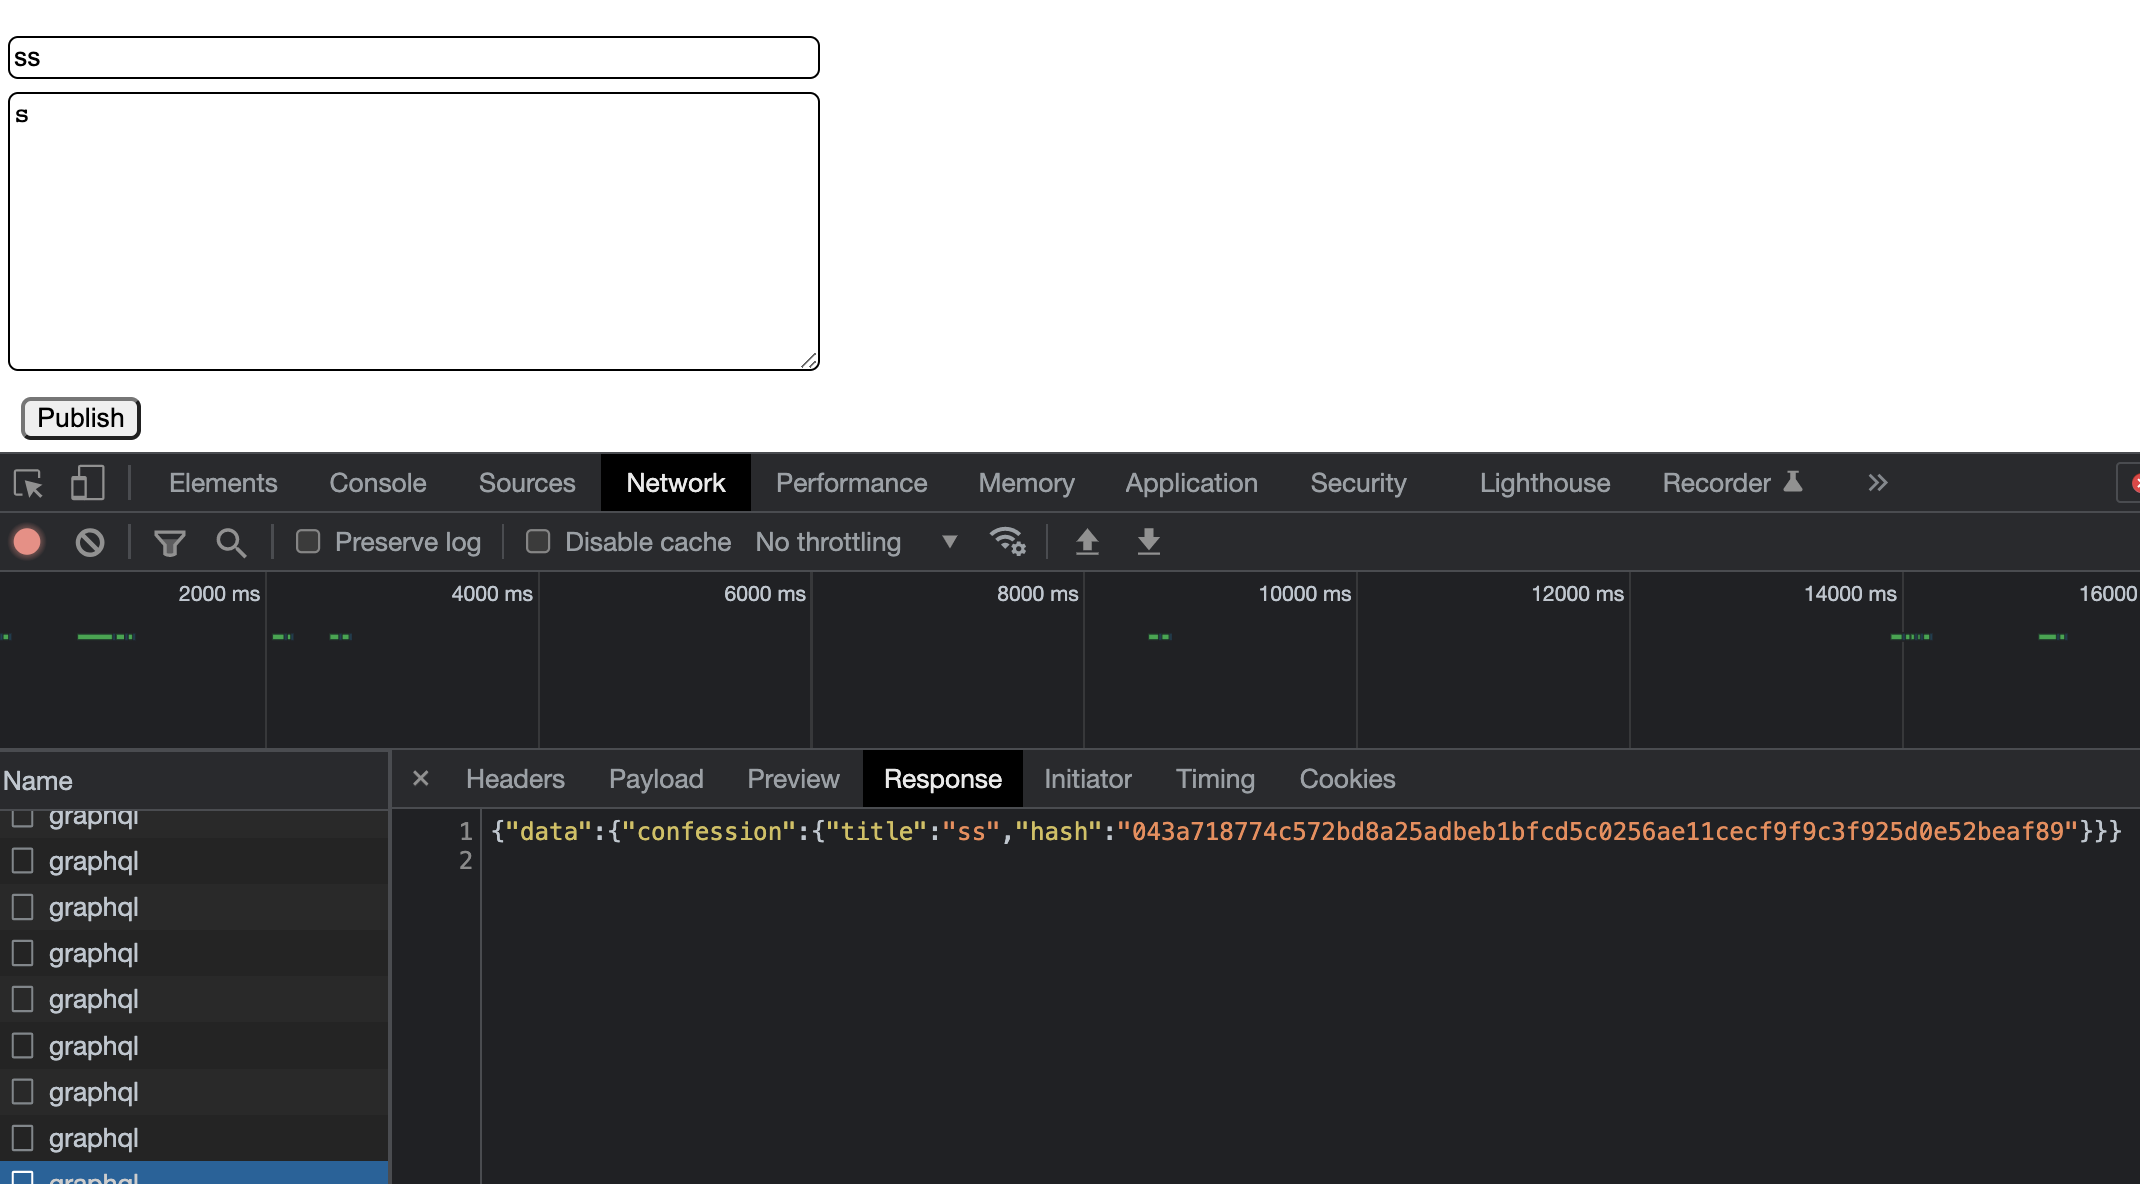 ss
s
Publish
Elements Console Sources Network Performance Memory Application Security Lighthouse Recorder
Preserve log Disable cache No throttling
2000 ms 4000 ms 6000 ms 8000 ms 10000 ms 12000 ms 14000 ms 16000
Name × Headers Payload Preview Response Initiator Timing Cookies
graphql
1 {"data":{"confession":{"title":"ss","hash":"043a718774c572bd8a25adbeb1bfcd5c0256ae11cecf9f9c3f925d0e52beaf89"}}}
2
graphql
graphql
graphql
graphql
graphql
graphql
graphql
graphql